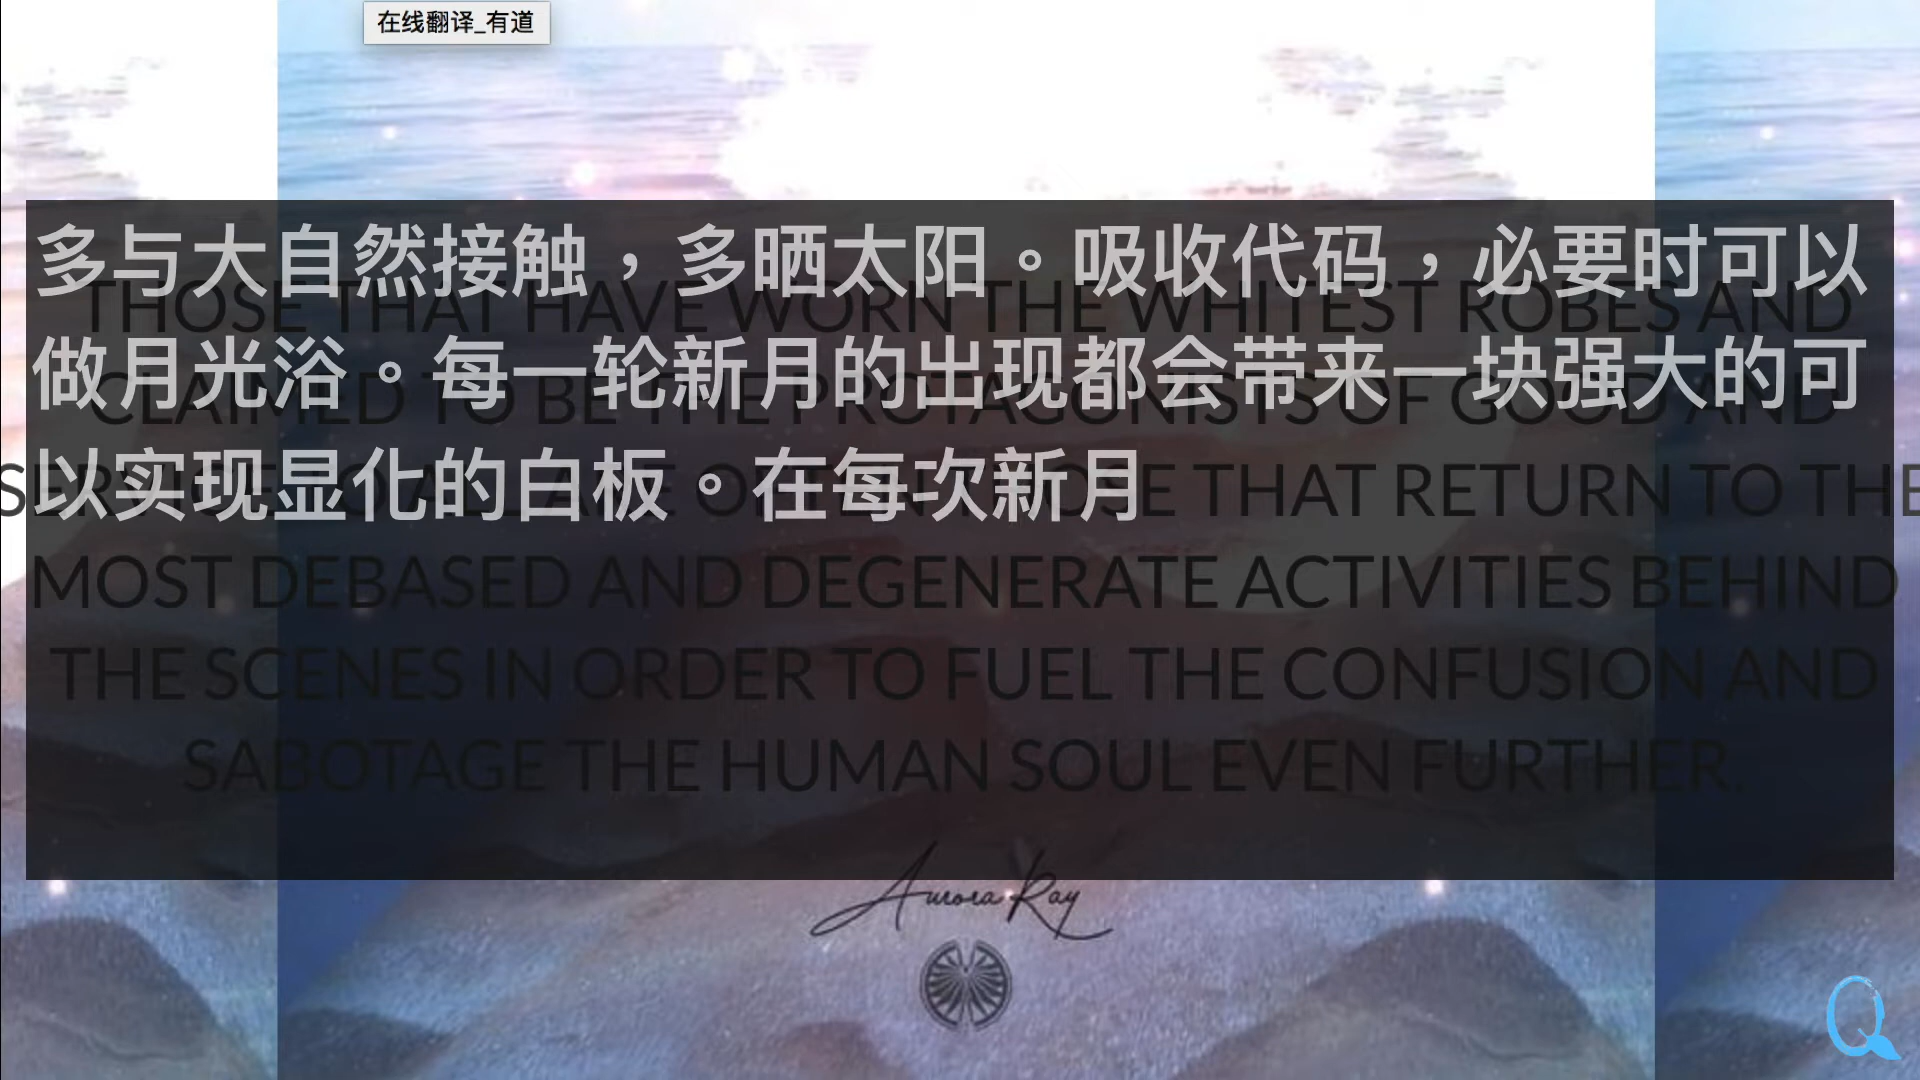 在线翻译_有道
多与大自然接触，多晒太阳。吸收代码，必要时可以
做月光浴。每一轮新月的出现都会带来一块强大的可
以实现显化的白板。在每次新月
THOSE THAT HAVE WORN THE WHITEST ROBES AND
CLAIMED TO BE THE PROTAGONISTS OF GOOD AND
THOSE THAT RETURN TO THE
MOST DEBASED AND DEGENERATE ACTIVITIES BEHIND
THE SCENES IN ORDER TO FUEL THE CONFUSION AND
SABOTAGE THE HUMAN SOUL EVEN FURTHER.
Aurora Ray